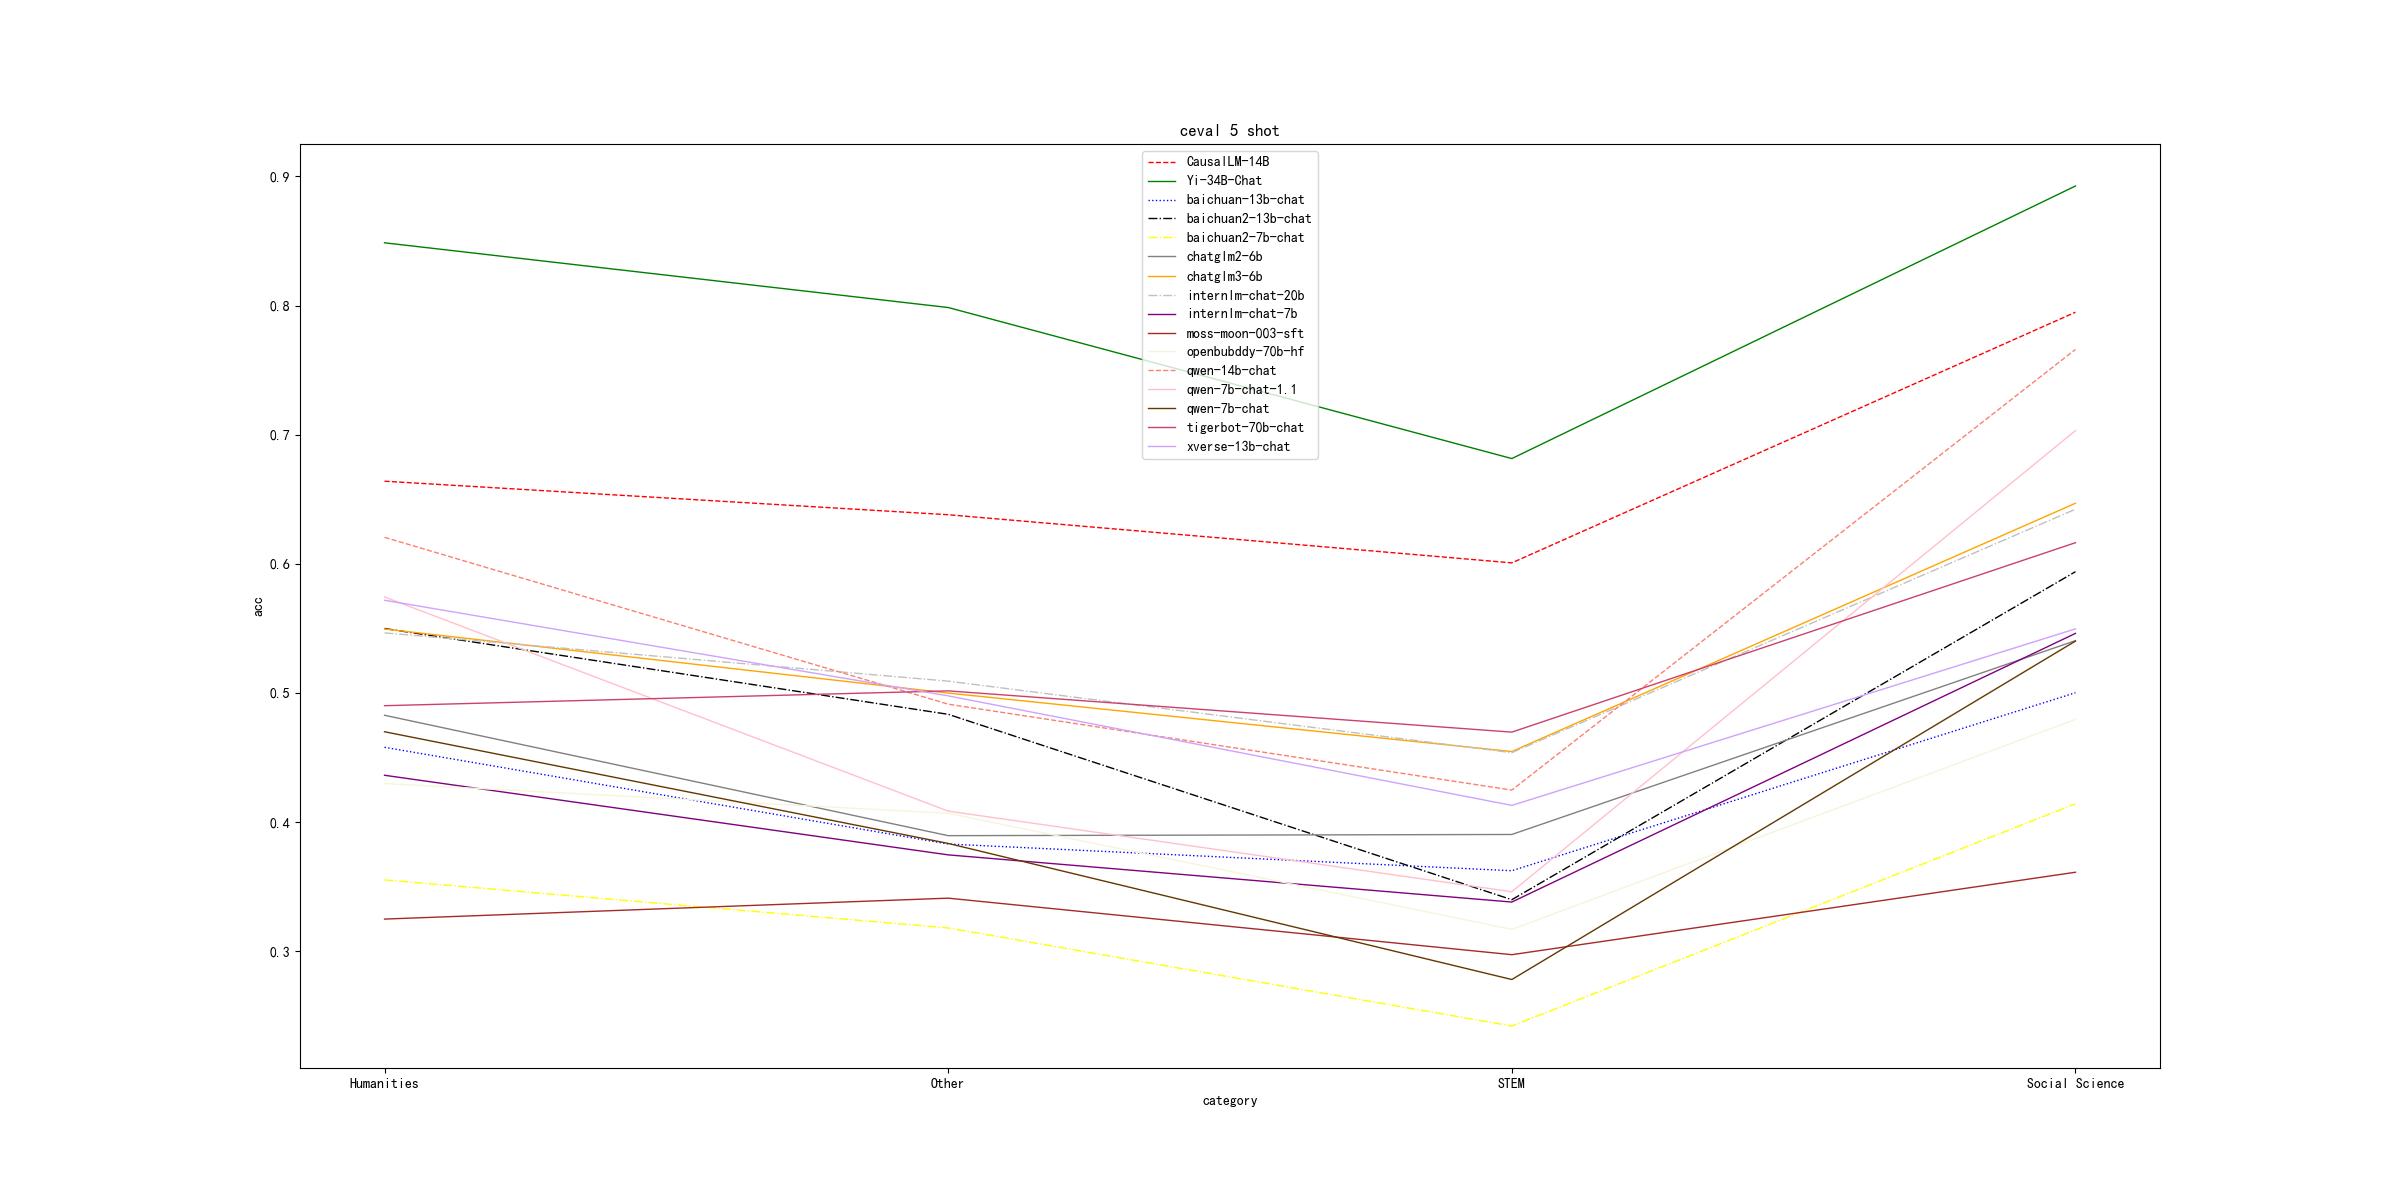 ceval 5 shot
CausalLM-14B
Yi-34B-Chat
baichuan-13b-chat
baichuan2-13b-chat
baichuan2-7b-chat
chatglm2-6b
chatglm3-6b
internlm-chat-20b
internlm-chat-7b
moss-moon-003-sft
openbubddy-70b-hf
qwen-14b-chat
qwen-7b-chat-1.1
qwen-7b-chat
tigerbot-70b-chat
xverse-13b-chat
0.9
0.8
0.7
0.6
0.5
0.4
0.3
acc
Humanities
Other
STEM
Social Science
category